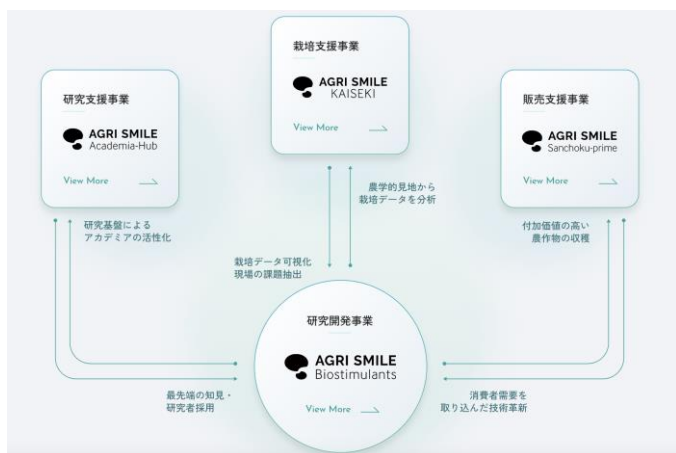 栽培支援事業
AGRI SMILE
KAISEKI
View More
研究支援事業
AGRI SMILE
Academia-Hub
View More
販売支援事業
AGRI SMILE
Sanchoku-prime
View More
農学的見地から
栽培データを分析
研究基盤による
アカデミアの活性化
付加価値の高い
農作物の収穫
栽培データ可視化
現場の課題抽出
研究開発事業
AGRI SMILE
Biostimulants
View More
最先端の知見・
研究者採用
消費者需要を
取り込んだ技術革新